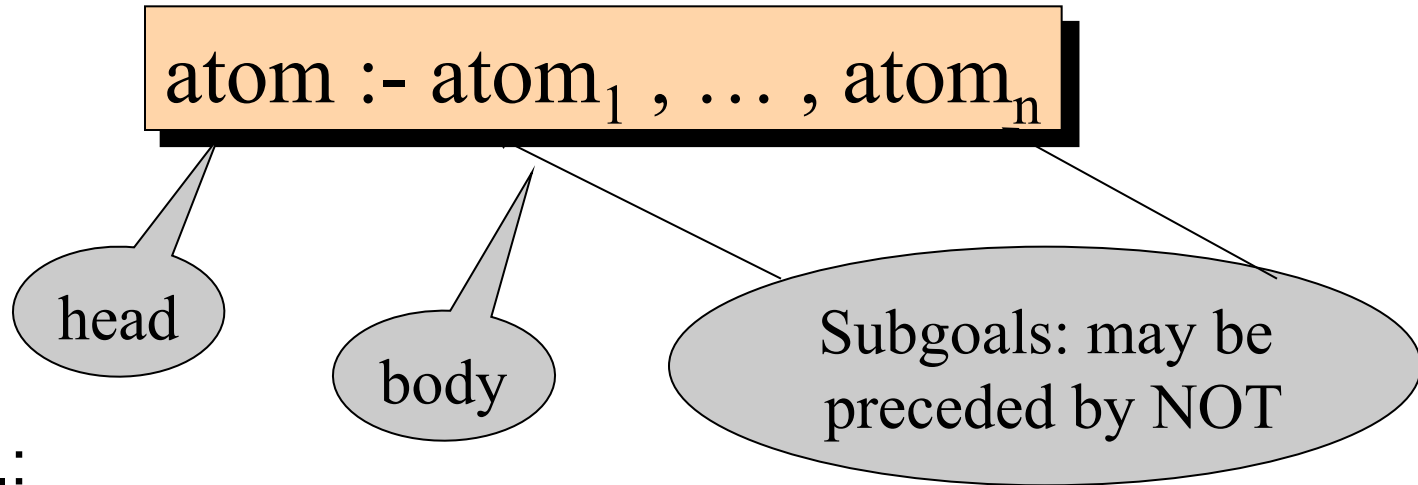 atom :- atom₁ , … , atomₙ
head
body
Subgoals: may be
preceded by NOT